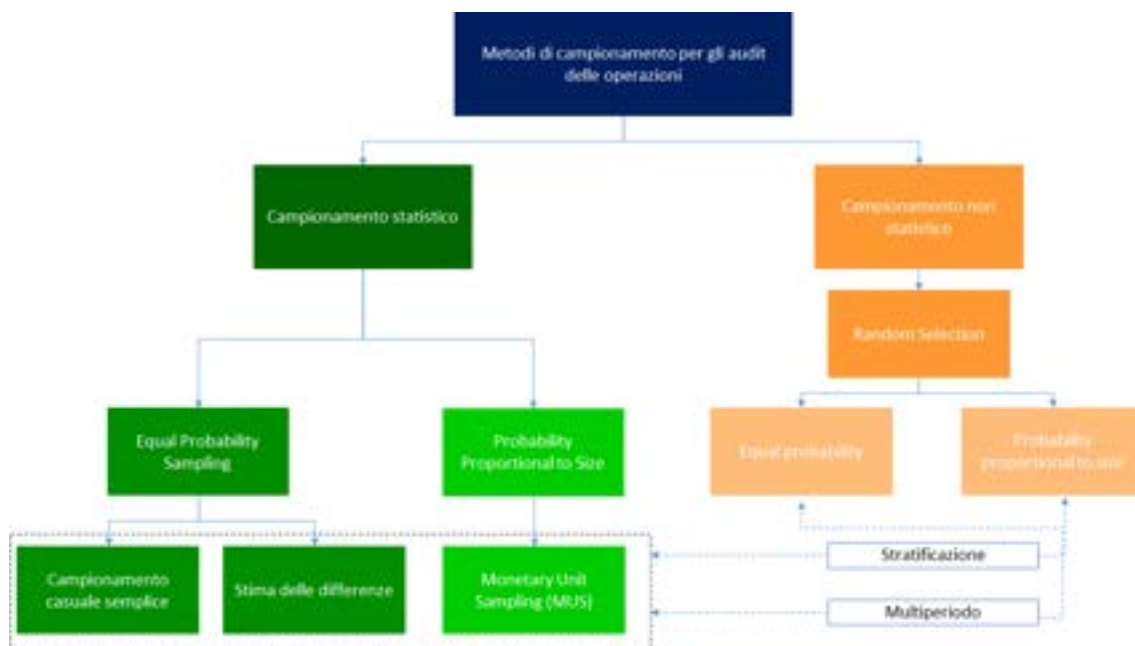 Metodi di campionamento per gli audit
delle operazioni
Campionamento statistico
Campionamento non
statistico
Random Selection
Equal Probability
Sampling
Probability
Proportional to Size
Equal probability
Probability
proportional to size
Campionamento
casuale semplice
Stima delle differenze
Monetary Unit
Sampling (MUS)
Stratificazione
Multiperiodo